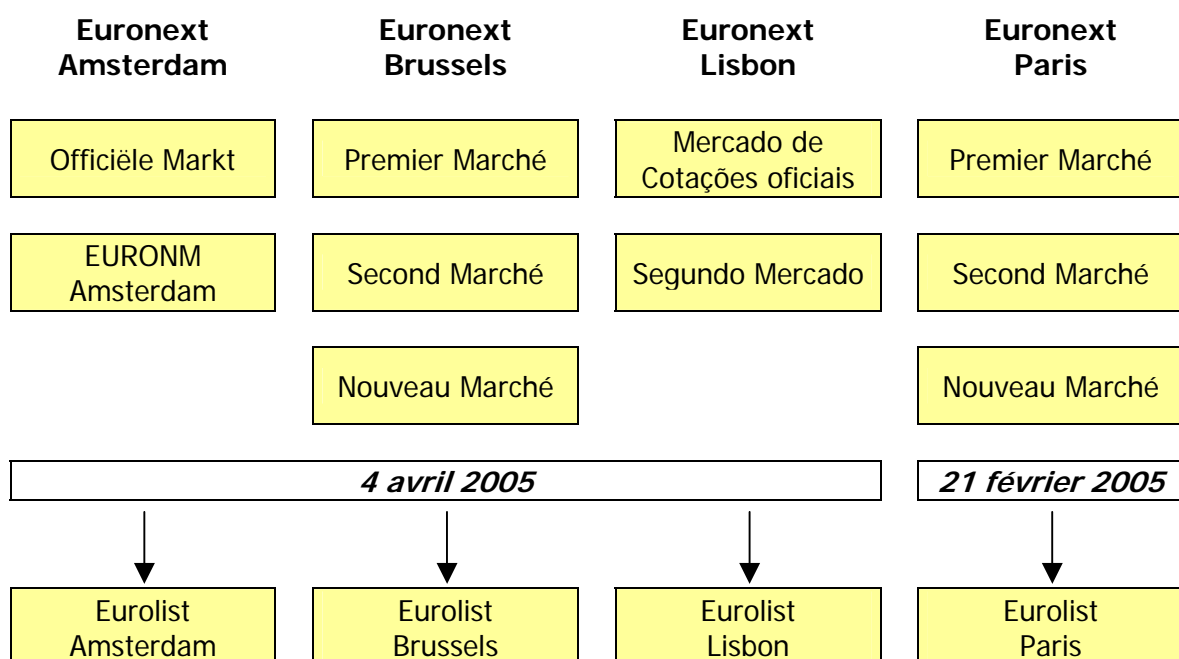 Euronext
Amsterdam
Euronext
Brussels
Euronext
Lisbon
Euronext
Paris
Officiële Markt
Premier Marché
Mercado de
Cotações oficiais
Premier Marché
EURONM
Amsterdam
Second Marché
Segundo Mercado
Second Marché
Nouveau Marché
Nouveau Marché
4 avril 2005
21 février 2005
Eurolist
Amsterdam
Eurolist
Brussels
Eurolist
Lisbon
Eurolist
Paris